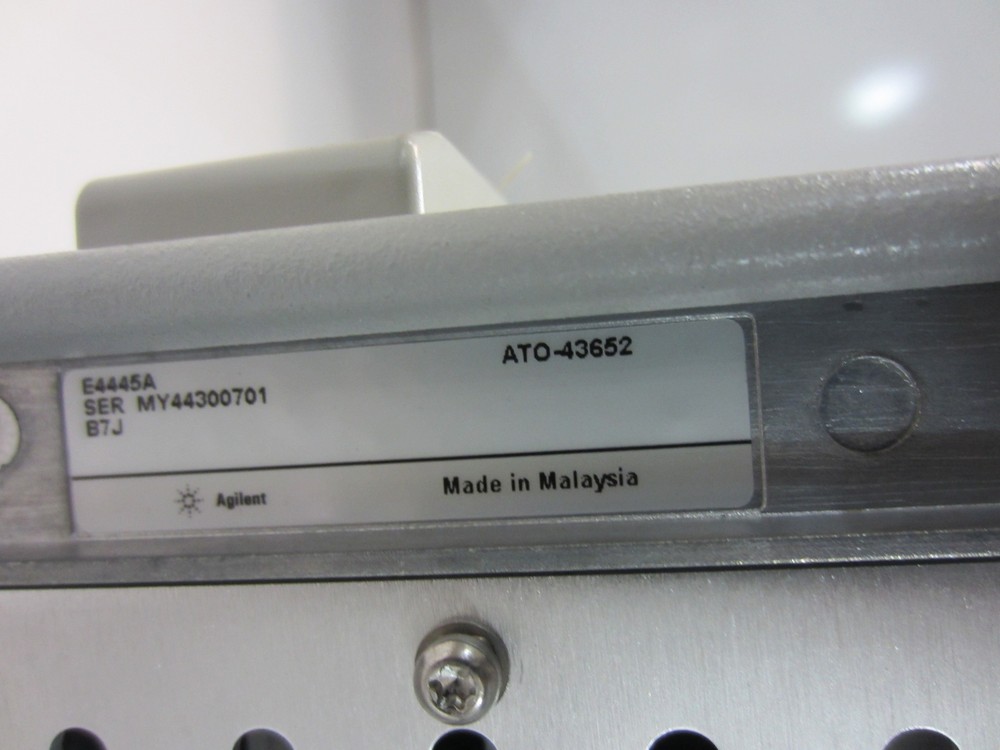 E4445A
SER MY44300701
B7J
ATO-43652
Agilent
Made in Malaysia